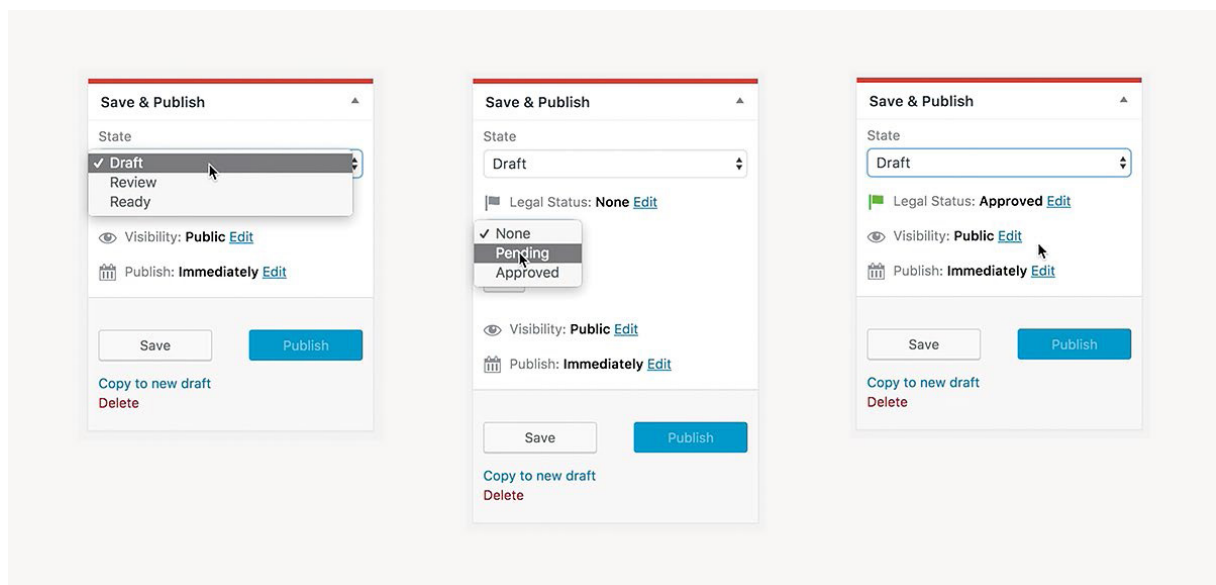 Save & Publish
State
✓ Draft
Review
Ready
Visibility: Public Edit
Publish: Immediately Edit
Save
Publish
Copy to new draft
Delete
Save & Publish
State
Draft
Legal Status: None Edit
✓ None
Pending
Approved
Visibility: Public Edit
Publish: Immediately Edit
Save
Publish
Copy to new draft
Delete
Save & Publish
State
Draft
Legal Status: Approved Edit
Visibility: Public Edit
Publish: Immediately Edit
Save
Publish
Copy to new draft
Delete